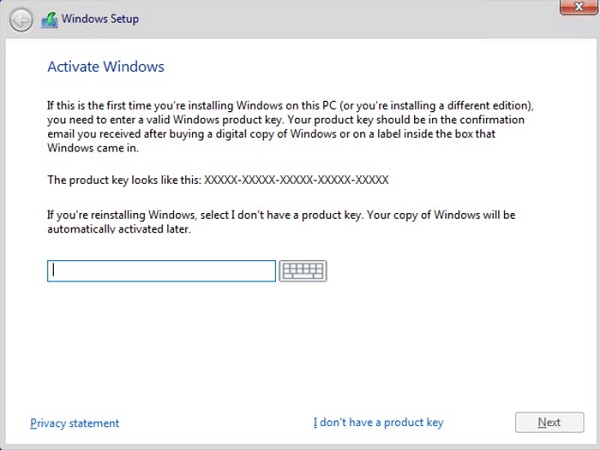 Windows Setup
Activate Windows
If this is the first time you're installing Windows on this PC (or you're installing a different edition),
you need to enter a valid Windows product key. Your product key should be in the confirmation
email you received after buying a digital copy of Windows or on a label inside the box that
Windows came in.
The product key looks like this: XXXXX-XXXXX-XXXXX-XXXXX-XXXXX
If you're reinstalling Windows, select I don't have a product key. Your copy of Windows will be
automatically activated later.
Privacy statement
I don't have a product key
Next